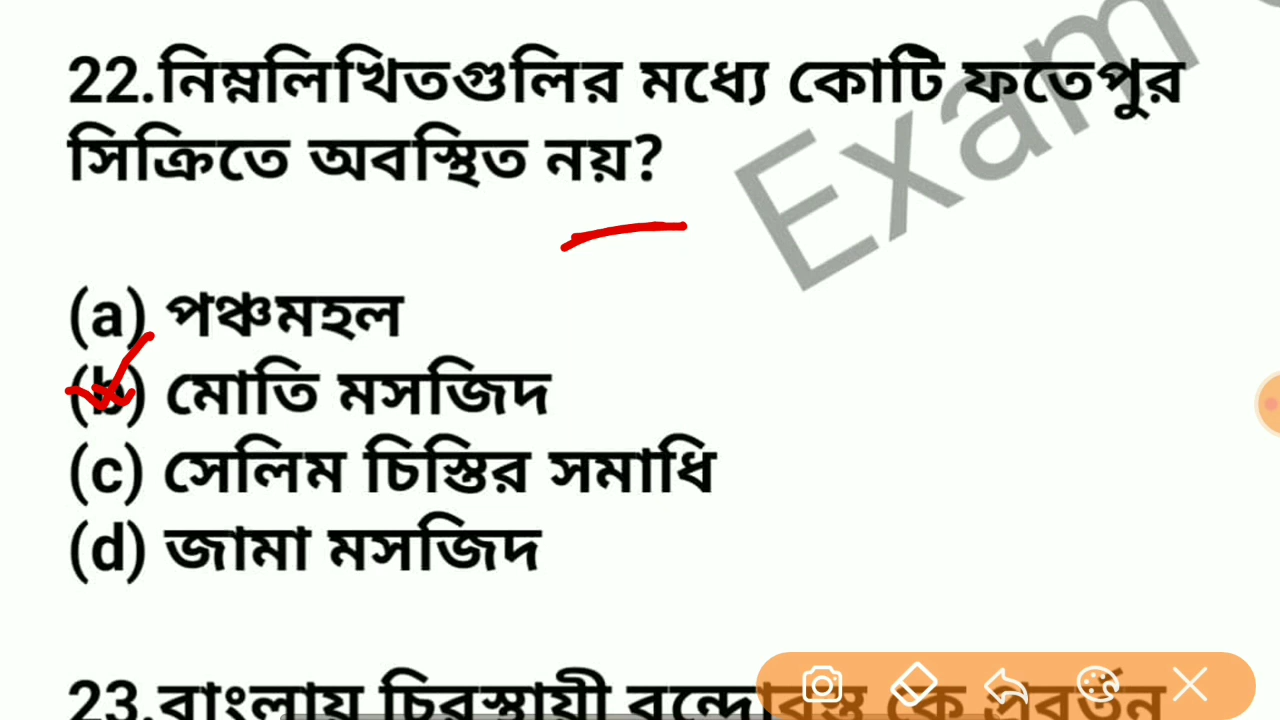 22.নিম্নলিখিতগুলির মধ্যে কোটি ফতেপুর
সিক্রিতে অবস্থিত নয়?
Exam
(a) পঞ্চমহল
(b) মোতি মসজিদ
(c) সেলিম চিস্তির সমাধি
(d) জামা মসজিদ
23.বাংলায় চিরস্থায়ী বন্দোবস্ত কে প্রবর্তন